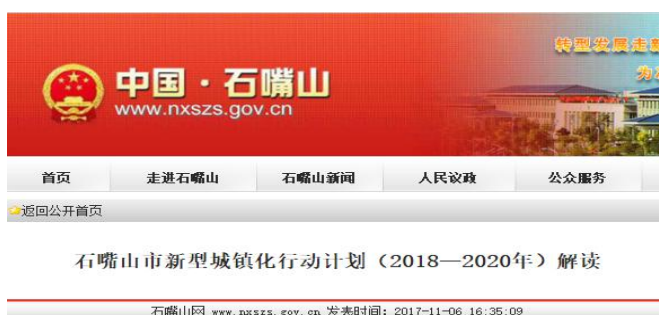 转型发展走
中国·石嘴山
www.nxszs.gov.cn
首页 走进石嘴山 石嘴山新闻 人民议政 公众服务
返回公开首页
石嘴山市新型城镇化行动计划（2018—2020年）解读
石嘴山网 www.nxszs.gov.cn 发表时间：2017-11-06 16:35:09